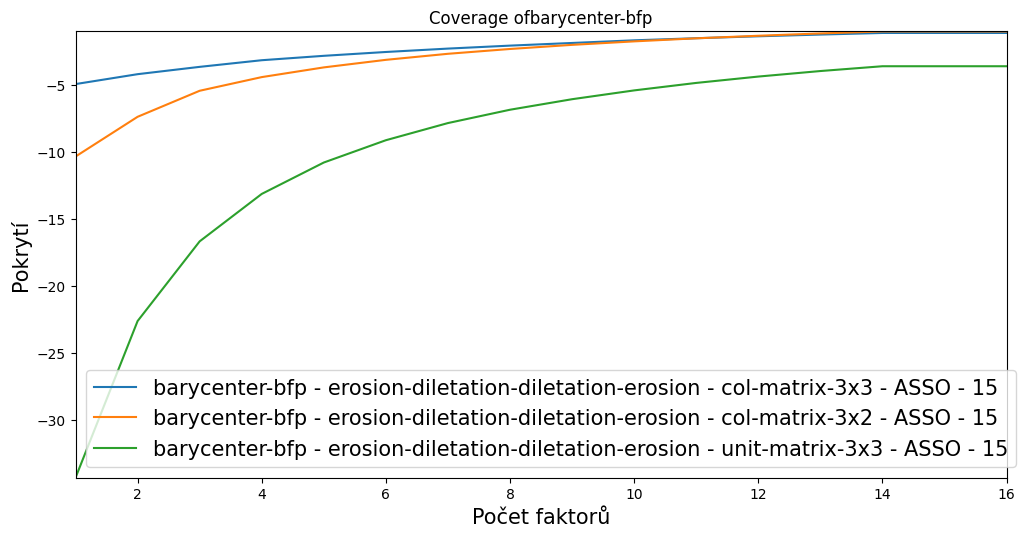 Coverage ofbarycenter-bfp
Pokrytí
−5
−10
−15
−20
−25
−30
barycenter-bfp - erosion-diletation-diletation-erosion - col-matrix-3x3 - ASSO - 15
barycenter-bfp - erosion-diletation-diletation-erosion - col-matrix-3x2 - ASSO - 15
barycenter-bfp - erosion-diletation-diletation-erosion - unit-matrix-3x3 - ASSO - 15
2 4 6 8 10 12 14 16
Počet faktorů